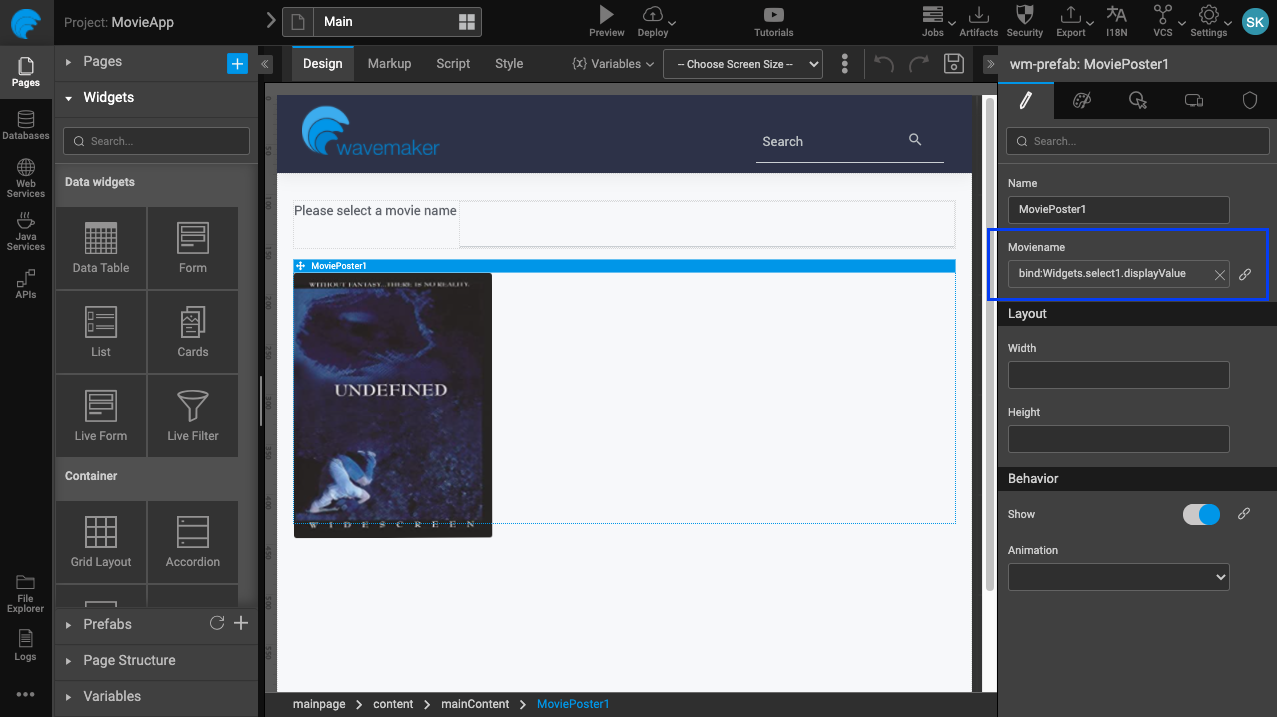 Project: MovieApp
Main
Preview
Deploy
Tutorials
Jobs
Artifacts
Security
Export
I18N
VCS
Settings
SK
Pages
Databases
Web
Services
Java
Services
APIs
File
Explorer
Logs
Pages
Widgets
Search...
Data widgets
Data Table
Form
List
Cards
Live Form
Live Filter
Container
Grid Layout
Accordion
Prefabs
Page Structure
Variables
Design
Markup
Script
Style
{x} Variables
-- Choose Screen Size --
wavemaker
Search
Please select a movie name
MoviePoster1
WITHOUT FANTASY...THERE IS NO REALITY.
UNDEFINED
WIDESCREEN
mainpage
content
mainContent
MoviePoster1
wm-prefab: MoviePoster1
Search...
Name
MoviePoster1
Moviename
bind:Widgets.select1.displayValue
Layout
Width
Height
Behavior
Show
Animation